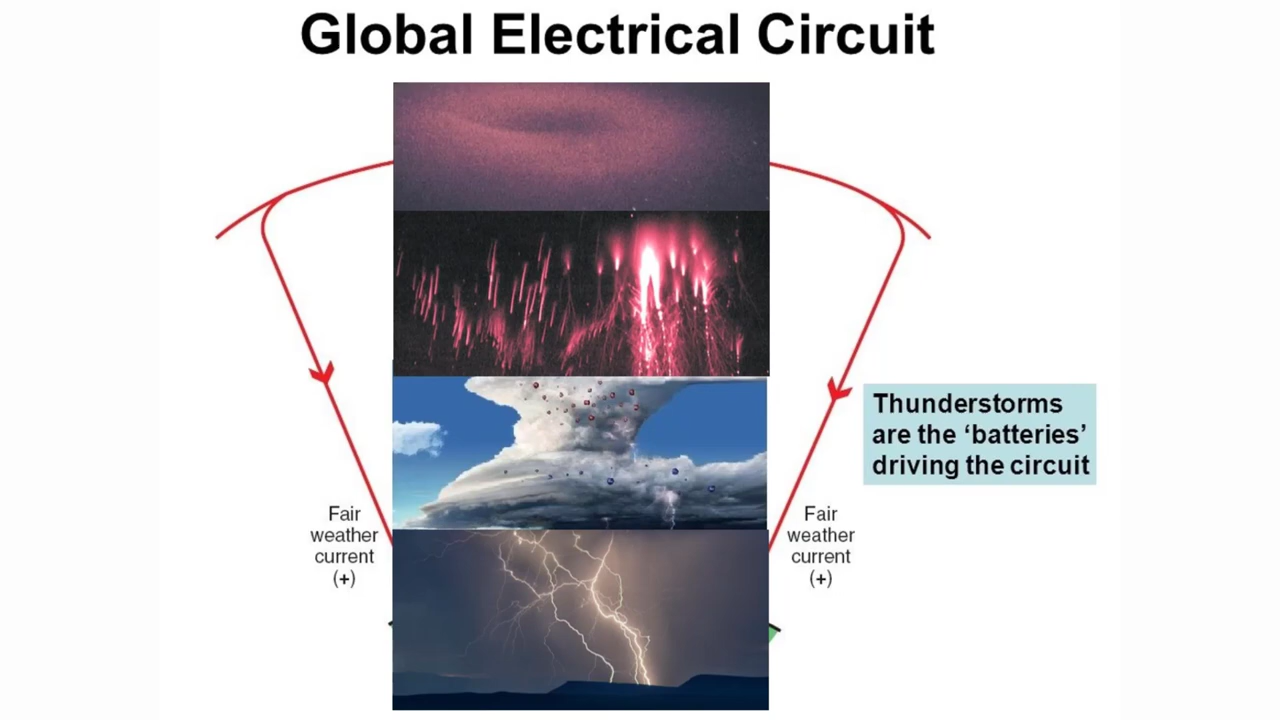 Global Electrical Circuit
Thunderstorms
are the ‘batteries’
driving the circuit
Fair
weather
current
(+)
Fair
weather
current
(+)